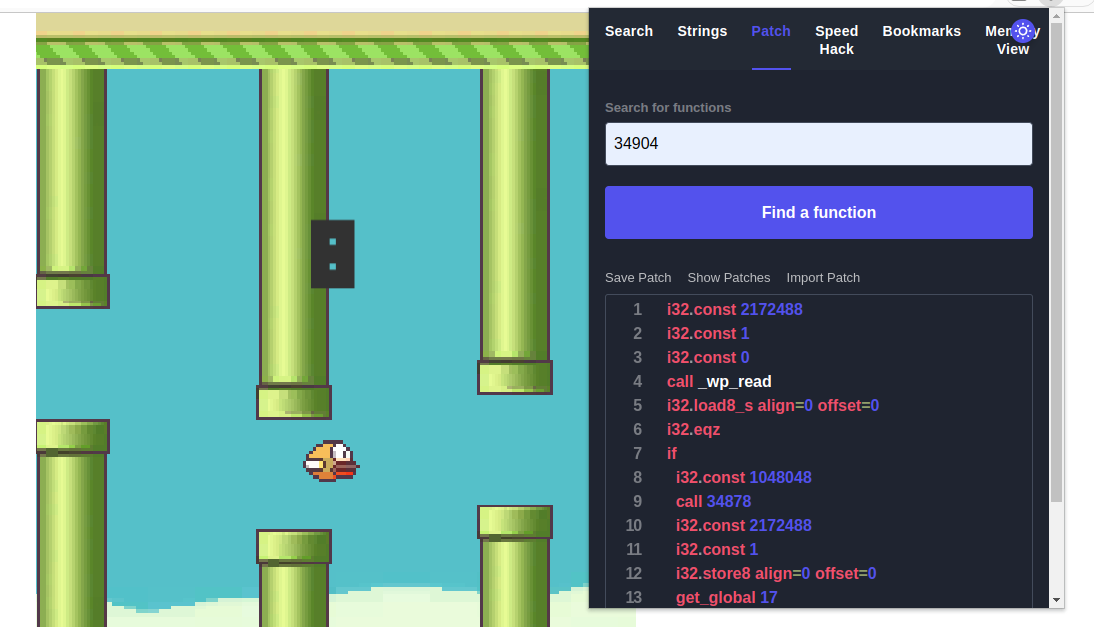 Search Strings Patch Speed Hack Bookmarks View
Search for functions
34904
Find a function
Save Patch Show Patches Import Patch
1 i32.const 2172488
2 i32.const 1
3 i32.const 0
4 call _wp_read
5 i32.load8_s align=0 offset=0
6 i32.eqz
7 if
8 i32.const 1048048
9 call 34878
10 i32.const 2172488
11 i32.const 1
12 i32.store8 align=0 offset=0
13 get_global 17